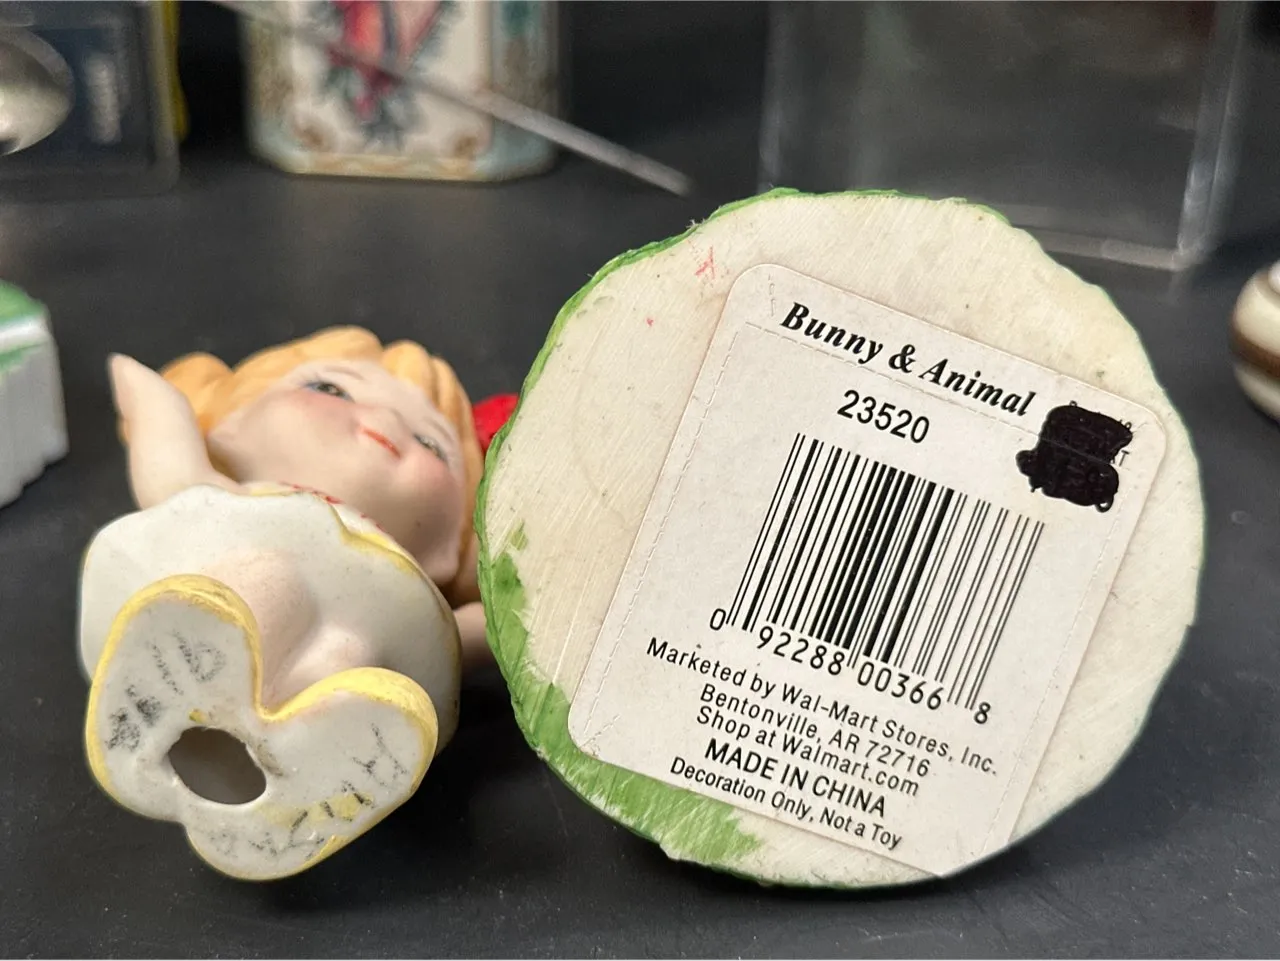 Bunny & Animal
23520
0 92288 00366 8
Marketed by Wal-Mart Stores, Inc.
Bentonville, AR 72716
Shop at Walmart.com
MADE IN CHINA
Decoration Only, Not a Toy